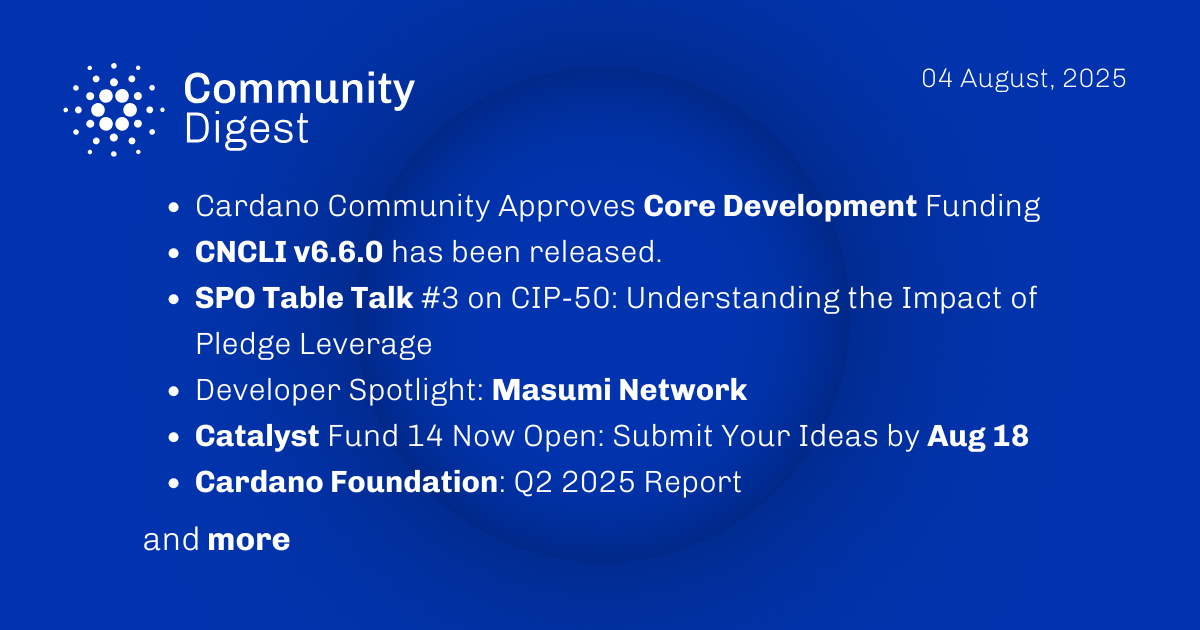 Community
Digest
04 August, 2025
• Cardano Community Approves Core Development Funding
• CNCLI v6.6.0 has been released.
• SPO Table Talk #3 on CIP-50: Understanding the Impact of
Pledge Leverage
• Developer Spotlight: Masumi Network
• Catalyst Fund 14 Now Open: Submit Your Ideas by Aug 18
• Cardano Foundation: Q2 2025 Report
and more